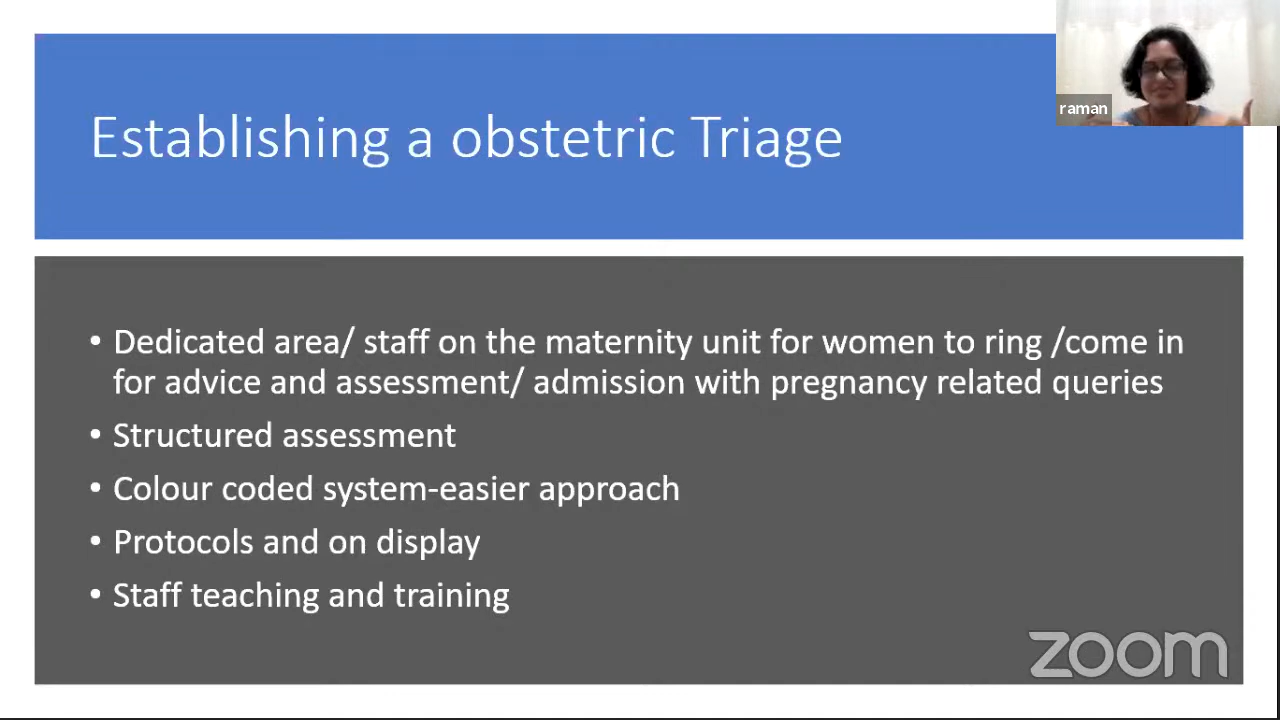 raman
Establishing a obstetric Triage
• Dedicated area/ staff on the maternity unit for women to ring /come in
for advice and assessment/ admission with pregnancy related queries
• Structured assessment
• Colour coded system-easier approach
• Protocols and on display
• Staff teaching and training
zoom